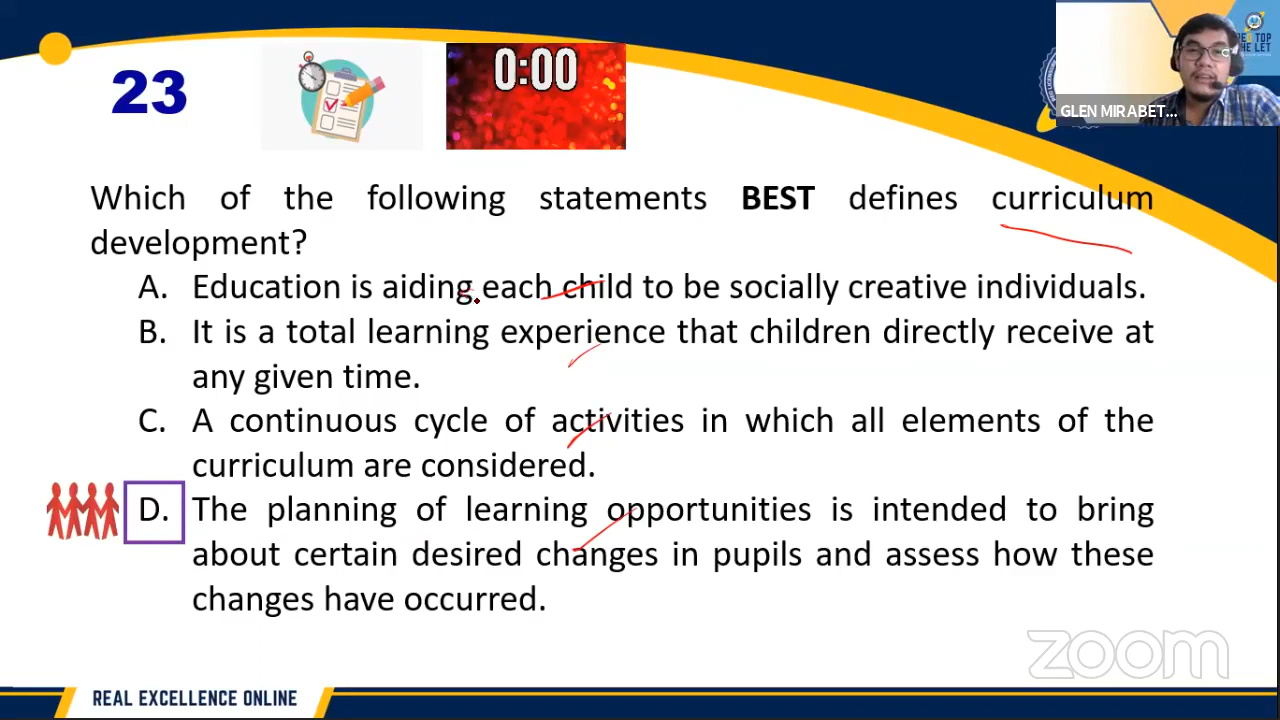 23
0:00
RE TOP
THE LET
GLEN MIRABET...
Which of the following statements BEST defines curriculum
development?
A. Education is aiding each child to be socially creative individuals.
B. It is a total learning experience that children directly receive at
any given time.
C. A continuous cycle of activities in which all elements of the
curriculum are considered.
D. The planning of learning opportunities is intended to bring
about certain desired changes in pupils and assess how these
changes have occurred.
zoom
REAL EXCELLENCE ONLINE